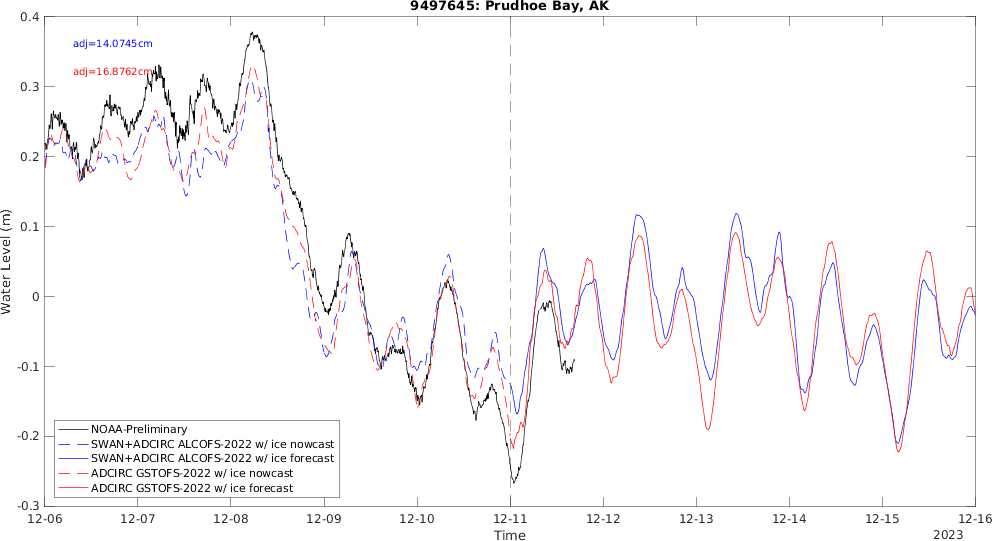 9497645: Prudhoe Bay, AK
0.4
adj=14.0745cm
adj=16.8762cm
0.3
0.2
0.1
0
-0.1
-0.2
-0.3
Water Level (m)
NOAA-Preliminary
SWAN+ADCIRC ALCOFS-2022 w/ ice nowcast
SWAN+ADCIRC ALCOFS-2022 w/ ice forecast
ADCIRC GSTOFS-2022 w/ ice nowcast
ADCIRC GSTOFS-2022 w/ ice forecast
12-06 12-07 12-08 12-09 12-10 12-11 12-12 12-13 12-14 12-15 12-16
Time
2023